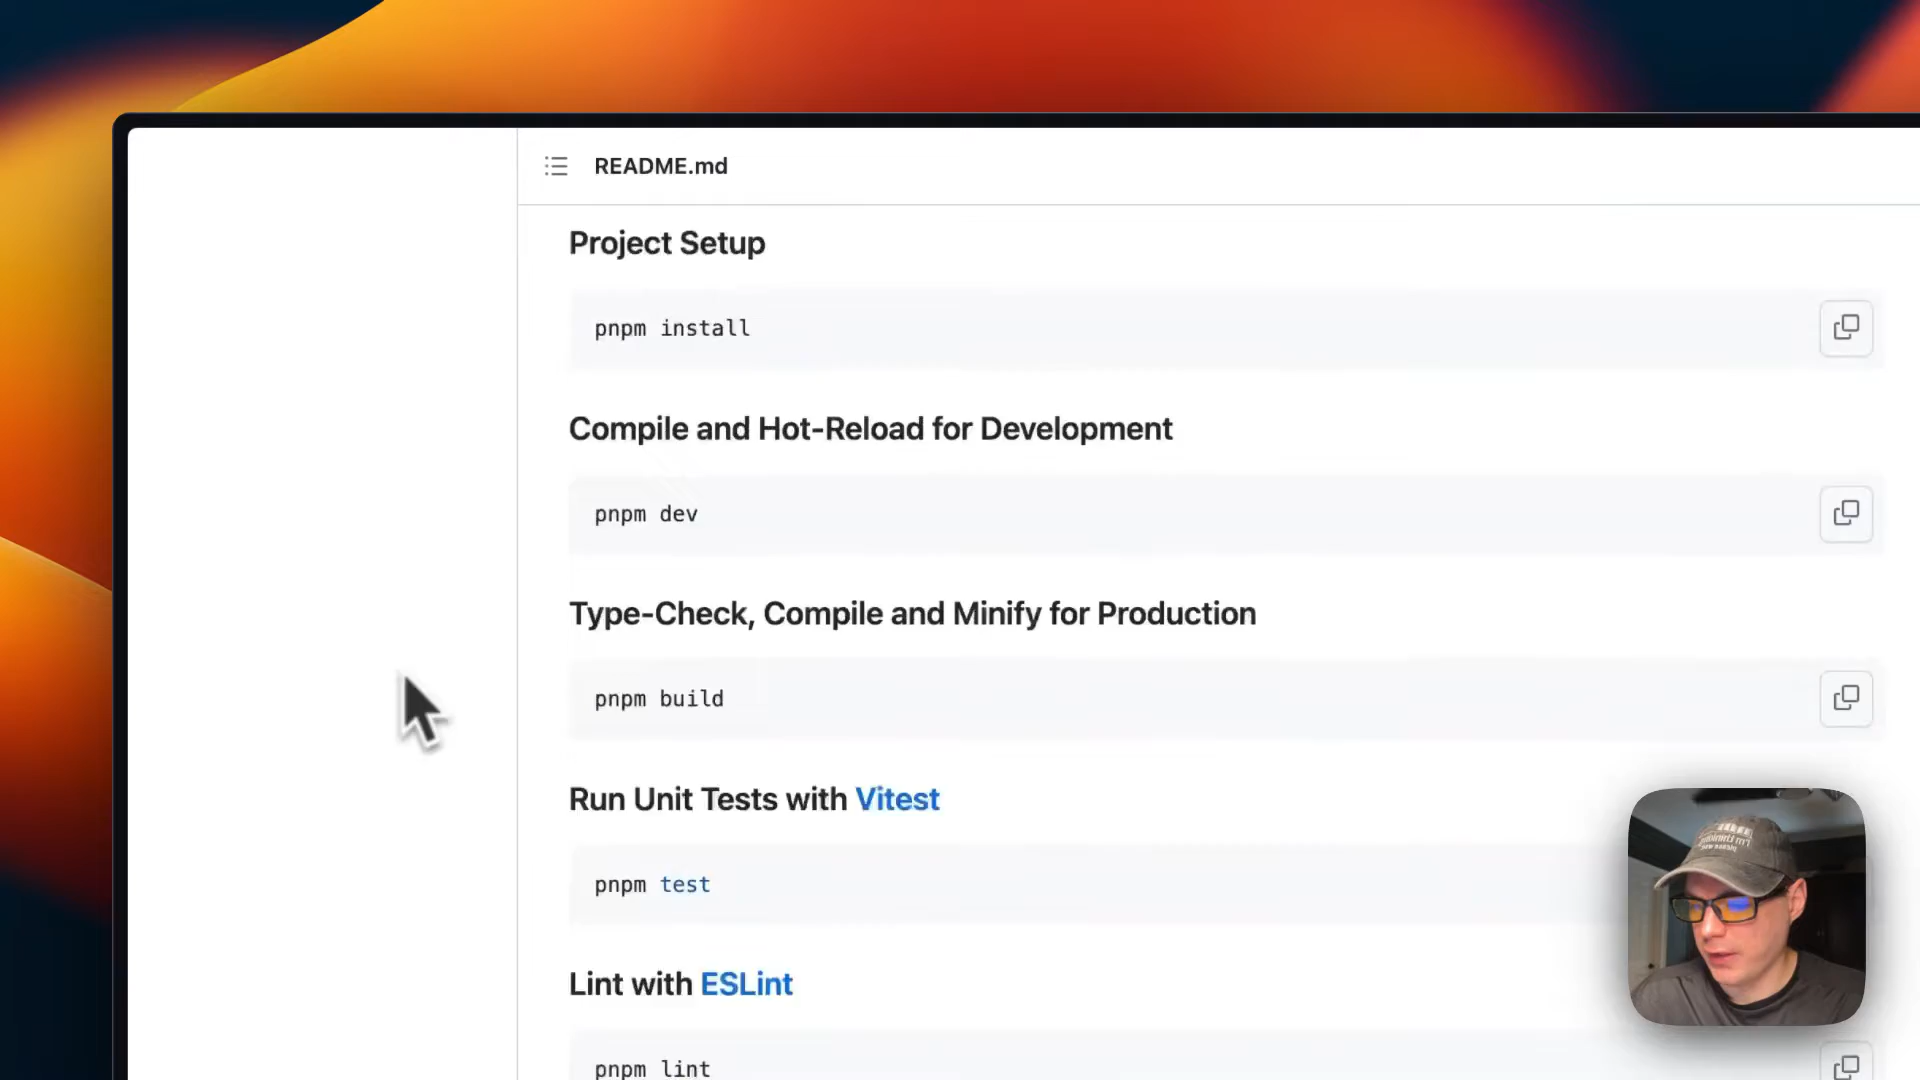 README.md
Project Setup
pnpm install
Compile and Hot-Reload for Development
pnpm dev
Type-Check, Compile and Minify for Production
pnpm build
Run Unit Tests with Vitest
pnpm test
Lint with ESLint
pnpm lint